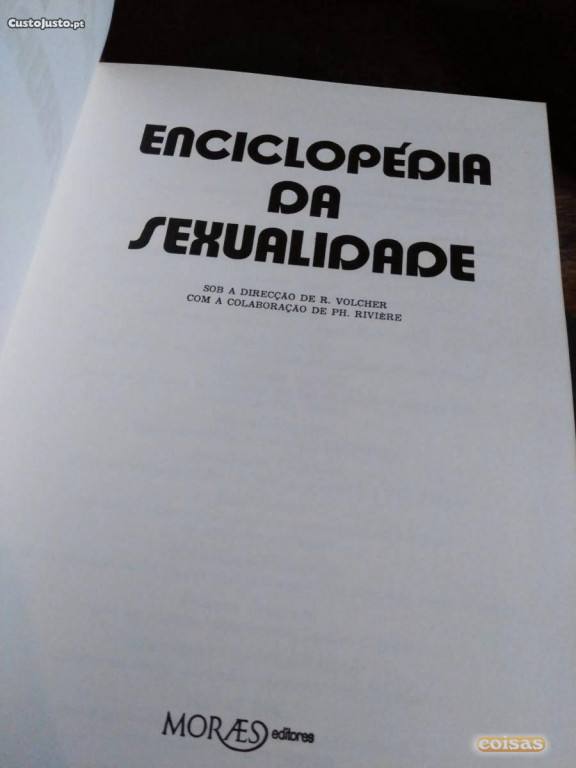 CustoJusto.pt
ENCICLOPÉDIA
DA
SEXUALIDADE
SOB A DIRECÇÃO DE R. VOLCHER
COM A COLABORAÇÃO DE PH. RIVIÈRE
MORÆS editores
coisas